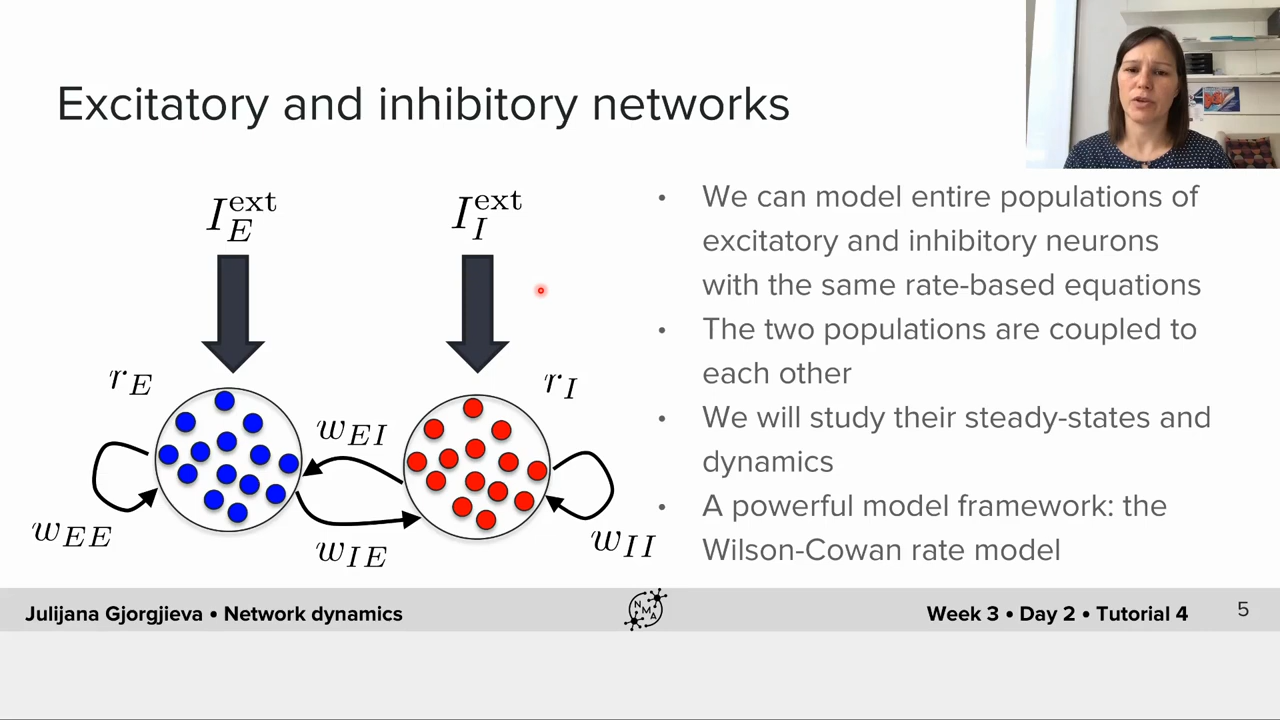 Excitatory and inhibitory networks
I_E^ext
I_I^ext
r_E
r_I
w_EI
w_EE
w_IE
w_II
• We can model entire populations of
excitatory and inhibitory neurons
with the same rate-based equations
• The two populations are coupled to
each other
• We will study their steady-states and
dynamics
• A powerful model framework: the
Wilson-Cowan rate model
Julijana Gjorgjieva • Network dynamics
NMA
Week 3 • Day 2 • Tutorial 4
5